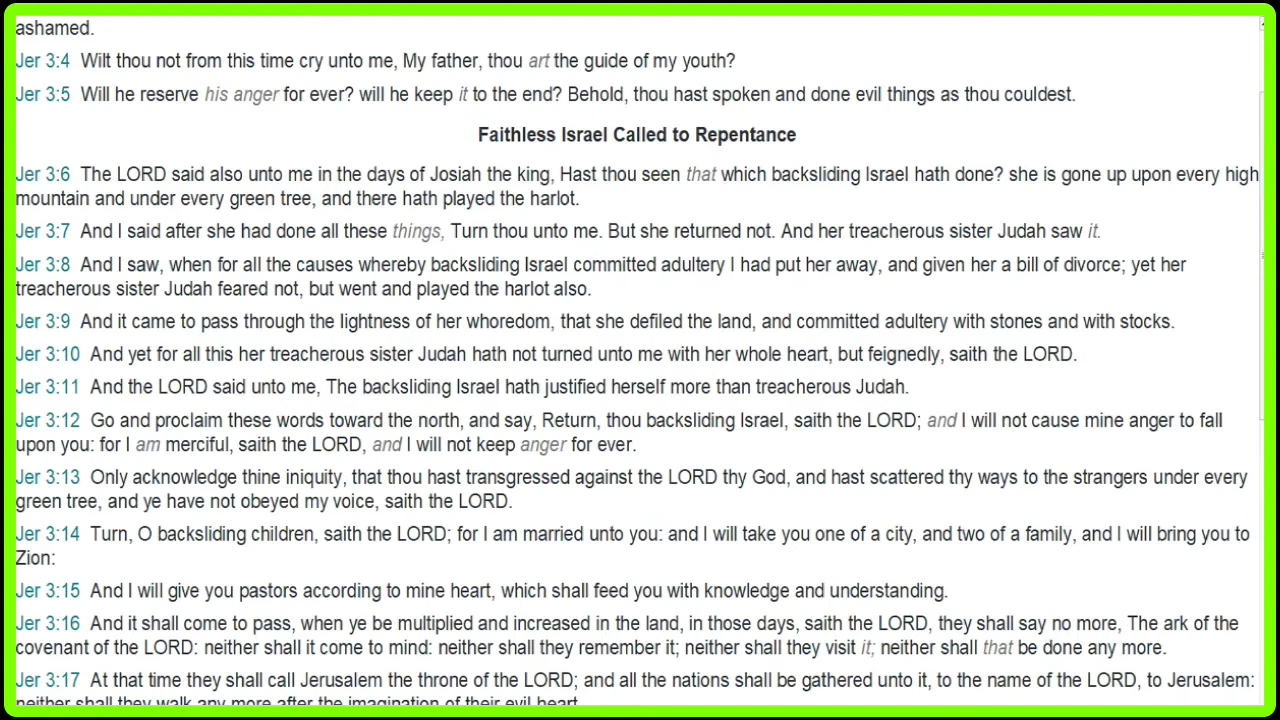 ashamed.
Jer 3:4 Wilt thou not from this time cry unto me, My father, thou art the guide of my youth?
Jer 3:5 Will he reserve his anger for ever? will he keep it to the end? Behold, thou hast spoken and done evil things as thou couldest.
Faithless Israel Called to Repentance
Jer 3:6 The LORD said also unto me in the days of Josiah the king, Hast thou seen that which backsliding Israel hath done? she is gone up upon every high
mountain and under every green tree, and there hath played the harlot.
Jer 3:7 And I said after she had done all these things, Turn thou unto me. But she returned not. And her treacherous sister Judah saw it.
Jer 3:8 And I saw, when for all the causes whereby backsliding Israel committed adultery I had put her away, and given her a bill of divorce; yet her
treacherous sister Judah feared not, but went and played the harlot also.
Jer 3:9 And it came to pass through the lightness of her whoredom, that she defiled the land, and committed adultery with stones and with stocks.
Jer 3:10 And yet for all this her treacherous sister Judah hath not turned unto me with her whole heart, but feignedly, saith the LORD.
Jer 3:11 And the LORD said unto me, The backsliding Israel hath justified herself more than treacherous Judah.
Jer 3:12 Go and proclaim these words toward the north, and say, Return, thou backsliding Israel, saith the LORD; and I will not cause mine anger to fall
upon you: for I am merciful, saith the LORD, and I will not keep anger for ever.
Jer 3:13 Only acknowledge thine iniquity, that thou hast transgressed against the LORD thy God, and hast scattered thy ways to the strangers under every
green tree, and ye have not obeyed my voice, saith the LORD.
Jer 3:14 Turn, O backsliding children, saith the LORD; for I am married unto you: and I will take you one of a city, and two of a family, and I will bring you to
Zion:
Jer 3:15 And I will give you pastors according to mine heart, which shall feed you with knowledge and understanding.
Jer 3:16 And it shall come to pass, when ye be multiplied and increased in the land, in those days, saith the LORD, they shall say no more, The ark of the
covenant of the LORD: neither shall it come to mind: neither shall they remember it; neither shall they visit it; neither shall that be done any more.
Jer 3:17 At that time they shall call Jerusalem the throne of the LORD; and all the nations shall be gathered unto it, to the name of the LORD, to Jerusalem:
neither shall they walk any more after the imagination of their evil heart.